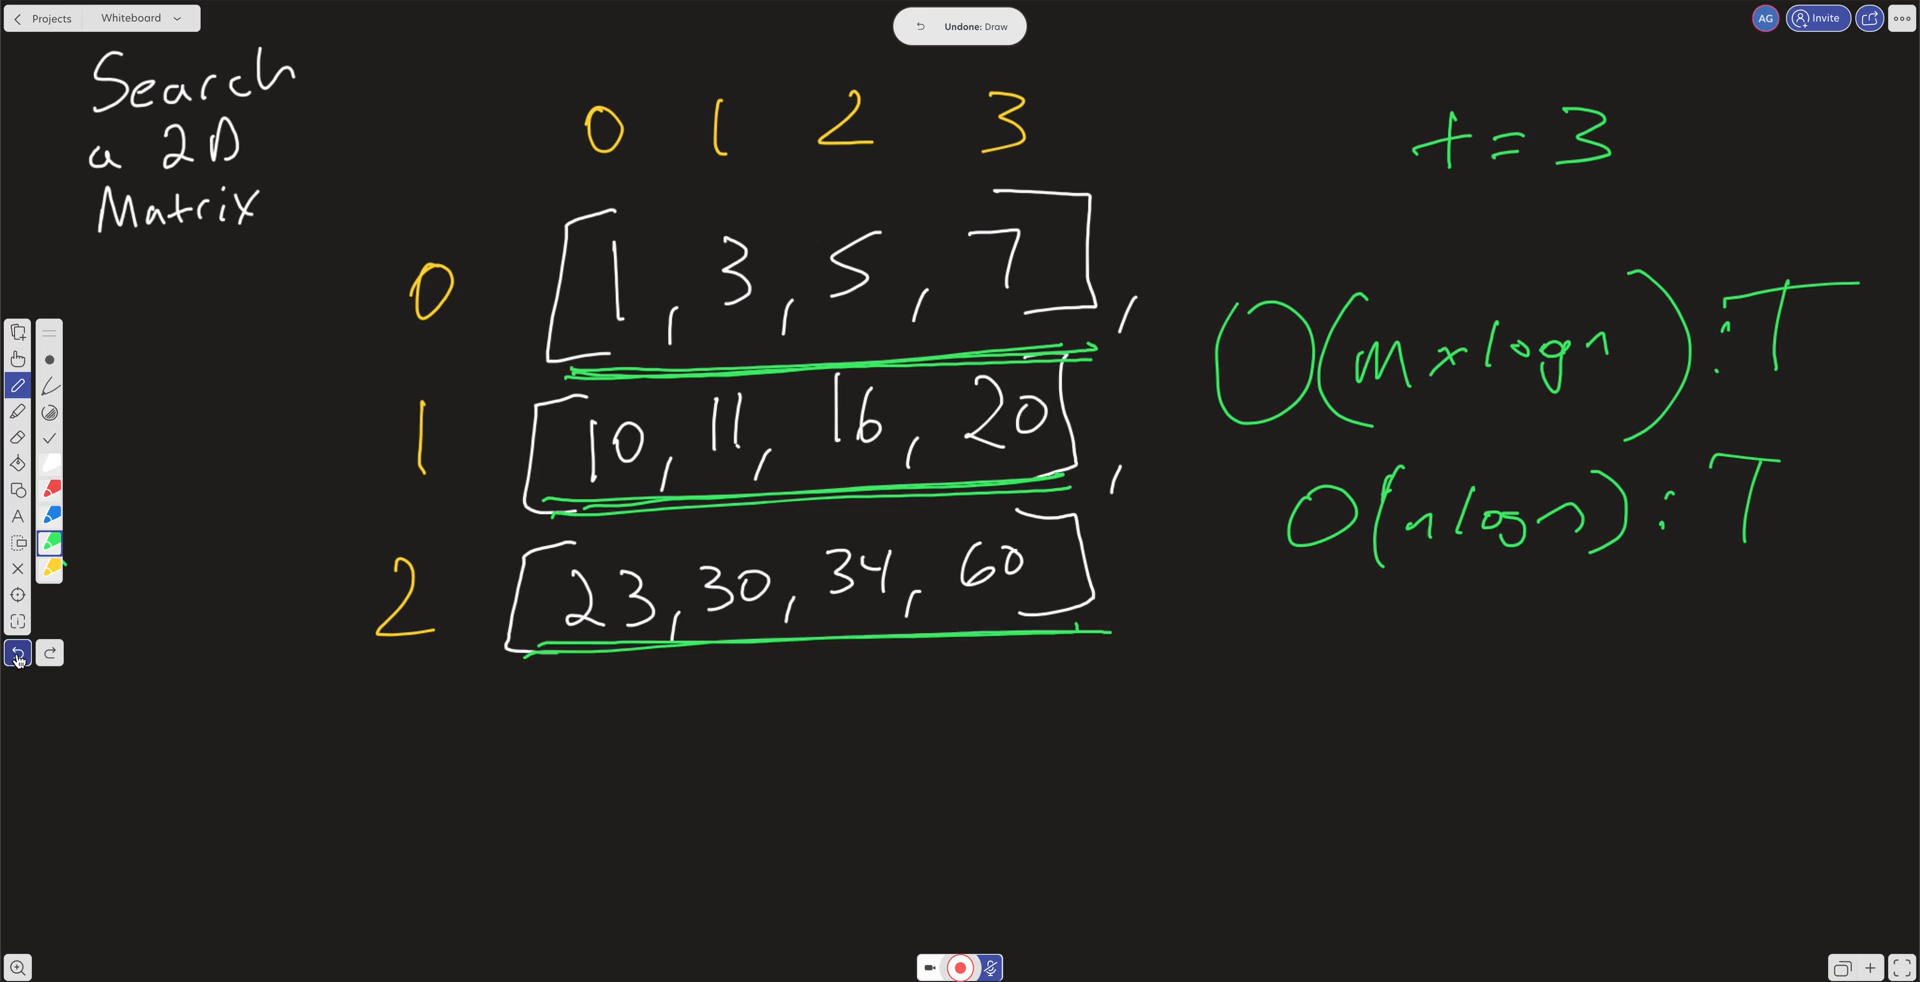 Projects
Whiteboard
Undone: Draw
AG
Invite
Search
a 2D
Matrix
0 1 2 3
t = 3
0 [1, 3, 5, 7],
O(m x log n) : T
1 [10, 11, 16, 20],
O(n log n) : T
2 [23, 30, 34, 60]
A